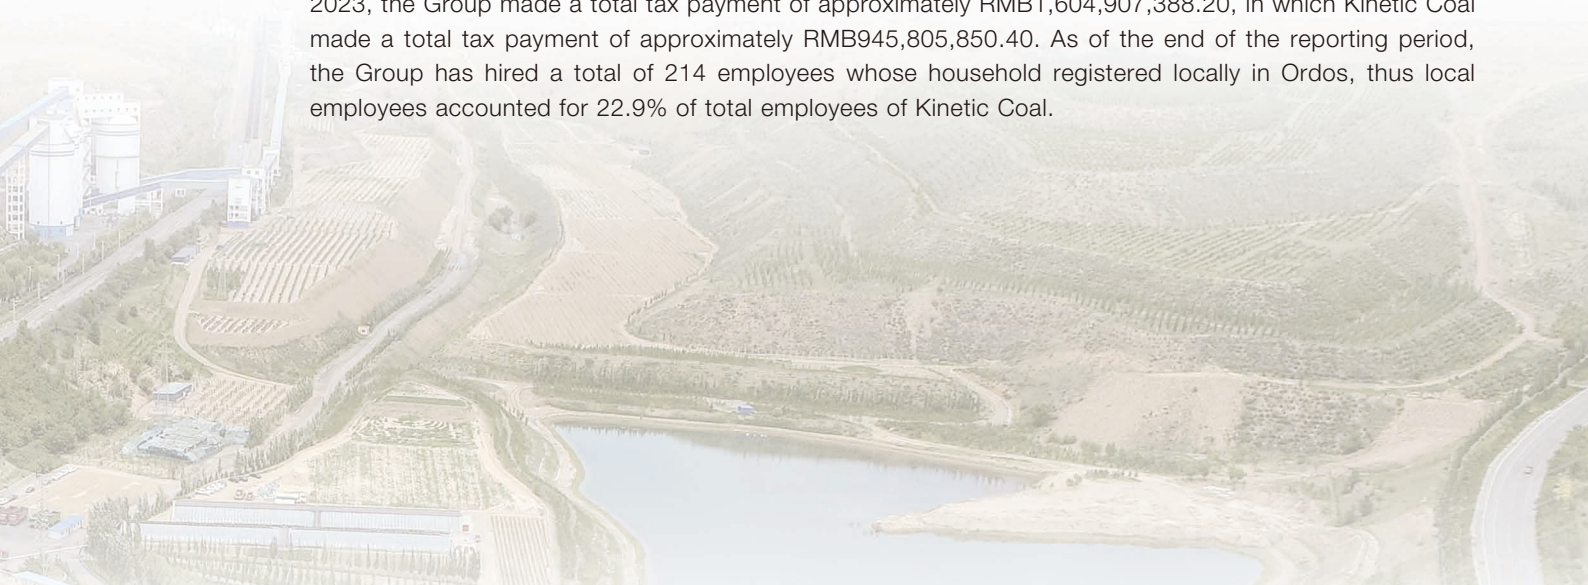 2023, the Group made a total tax payment of approximately RMB1,604,907,388.20, in which Kinetic Coal
made a total tax payment of approximately RMB945,805,850.40. As of the end of the reporting period,
the Group has hired a total of 214 employees whose household registered locally in Ordos, thus local
employees accounted for 22.9% of total employees of Kinetic Coal.